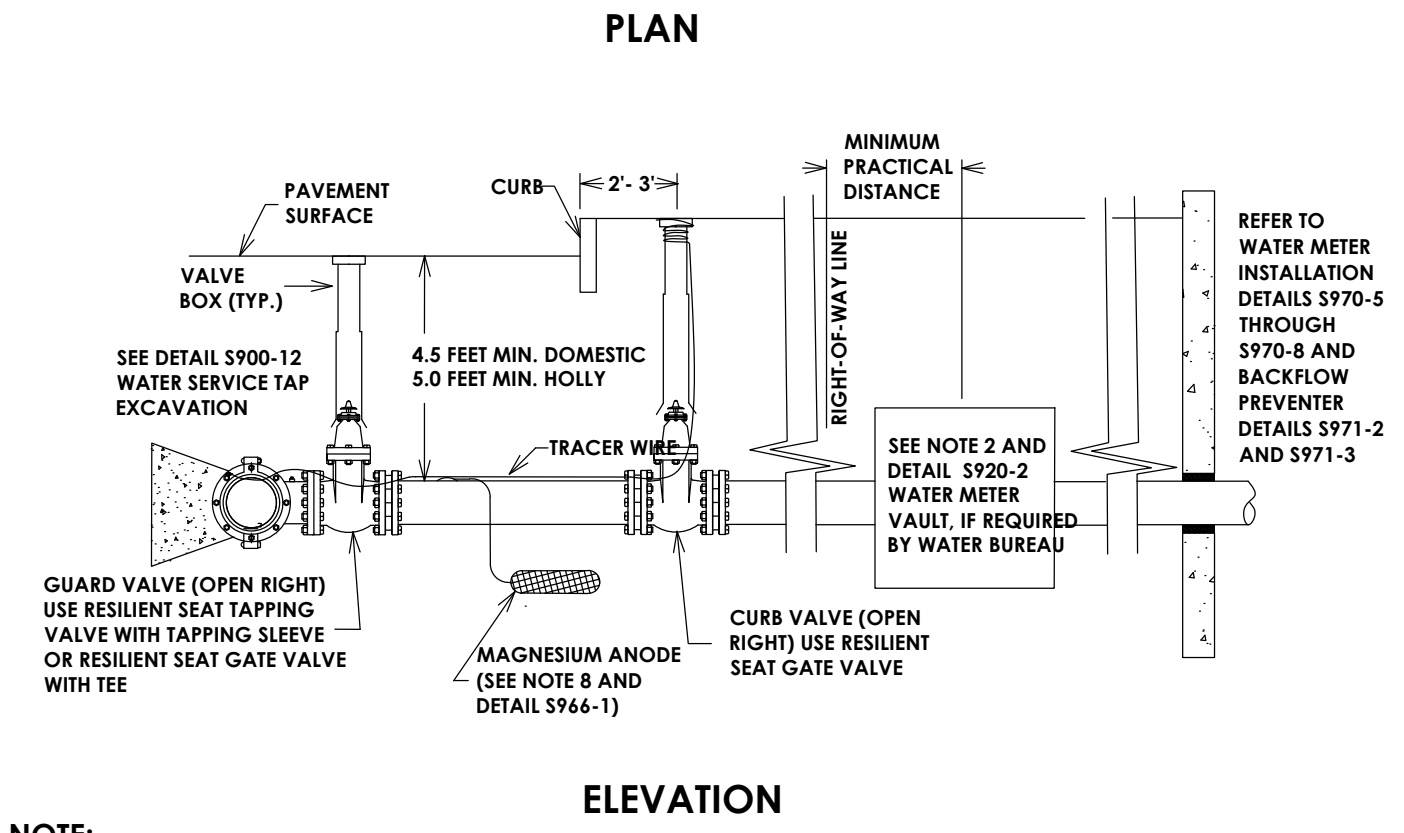 PLAN
MINIMUM
PRACTICAL
DISTANCE
PAVEMENT
SURFACE
CURB
2'- 3'
VALVE
BOX (TYP.)
RIGHT-OF-WAY LINE
REFER TO
WATER METER
INSTALLATION
DETAILS S970-5
THROUGH
S970-8 AND
BACKFLOW
PREVENTER
DETAILS S971-2
AND S971-3
SEE DETAIL S900-12
WATER SERVICE TAP
EXCAVATION
4.5 FEET MIN. DOMESTIC
5.0 FEET MIN. HOLLY
TRACER WIRE
SEE NOTE 2 AND
DETAIL S920-2
WATER METER
VAULT, IF REQUIRED
BY WATER BUREAU
GUARD VALVE (OPEN RIGHT)
USE RESILIENT SEAT TAPPING
VALVE WITH TAPPING SLEEVE
OR RESILIENT SEAT GATE VALVE
WITH TEE
MAGNESIUM ANODE
(SEE NOTE 8 AND
DETAIL S966-1)
CURB VALVE (OPEN
RIGHT) USE RESILIENT
SEAT GATE VALVE
ELEVATION
NOTE: